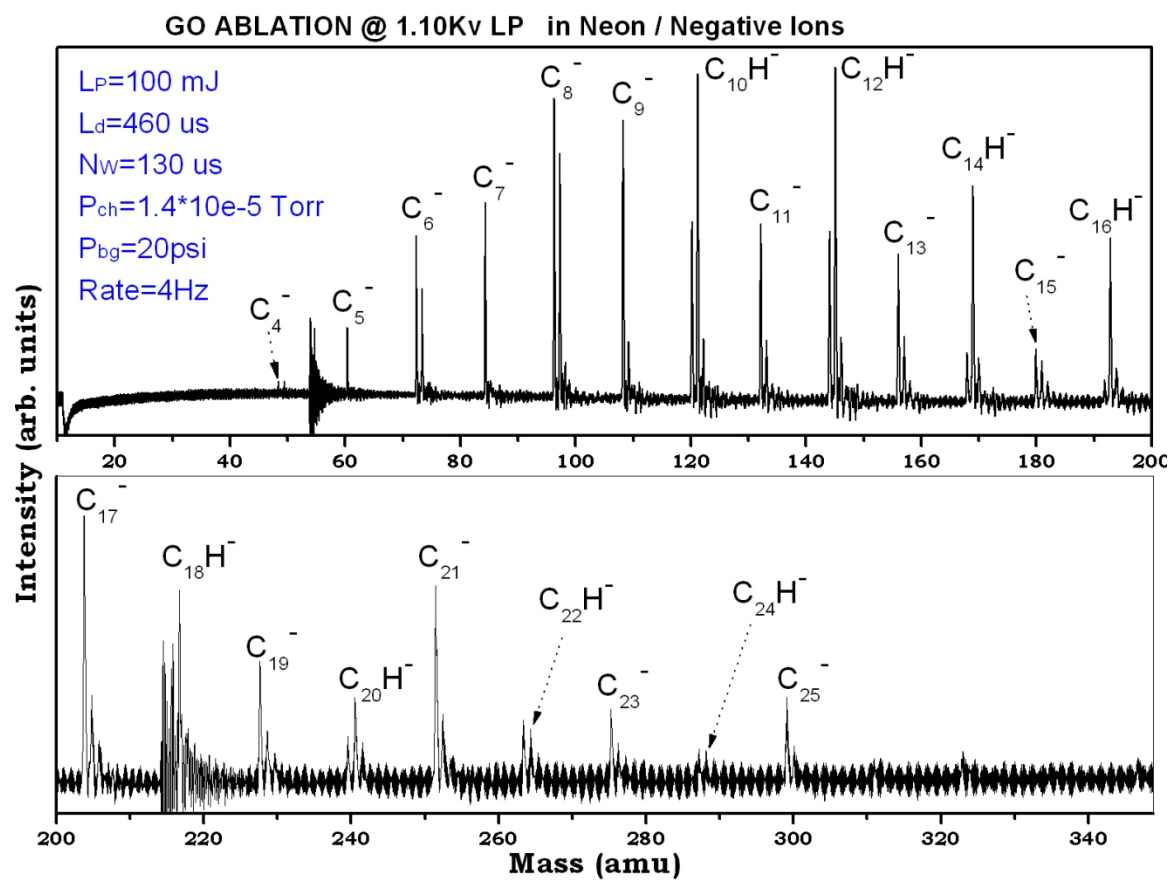 GO ABLATION @ 1.10Kv LP in Neon / Negative Ions
LP=100 mJ
Ld=460 us
NW=130 us
Pch=1.4*10e-5 Torr
Pbg=20psi
Rate=4Hz
C4-
C5-
C6-
C7-
C8-
C9-
C10H-
C11-
C12H-
C13-
C14H-
C15-
C16H-
20 40 60 80 100 120 140 160 180 200
Intensity (arb. units)
C17-
C18H-
C19-
C20H-
C21-
C22H-
C23-
C24H-
C25-
200 220 240 260 280 300 320 340
Mass (amu)